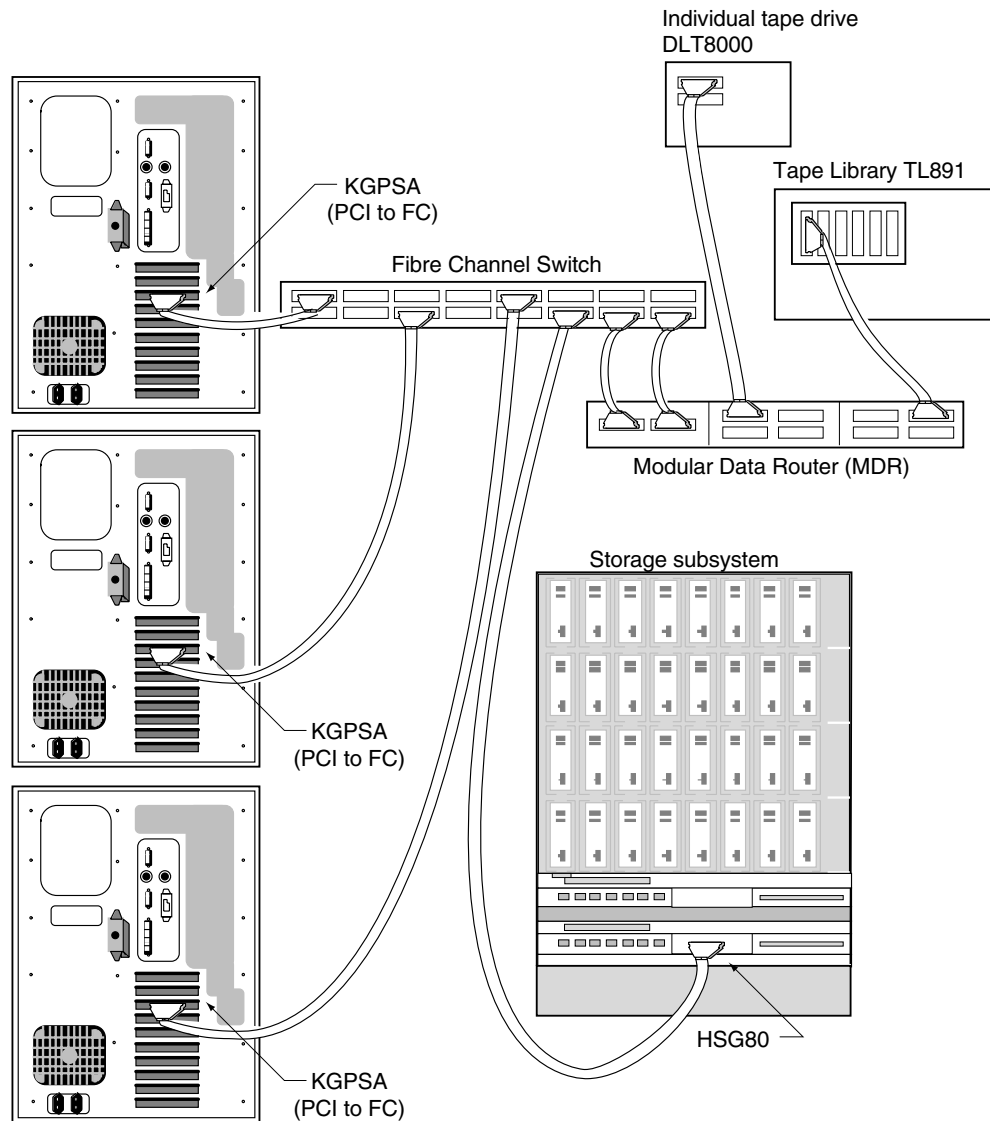 Individual tape drive
DLT8000
Tape Library TL891
KGPSA
(PCI to FC)
Fibre Channel Switch
Modular Data Router (MDR)
Storage subsystem
KGPSA
(PCI to FC)
HSG80
KGPSA
(PCI to FC)